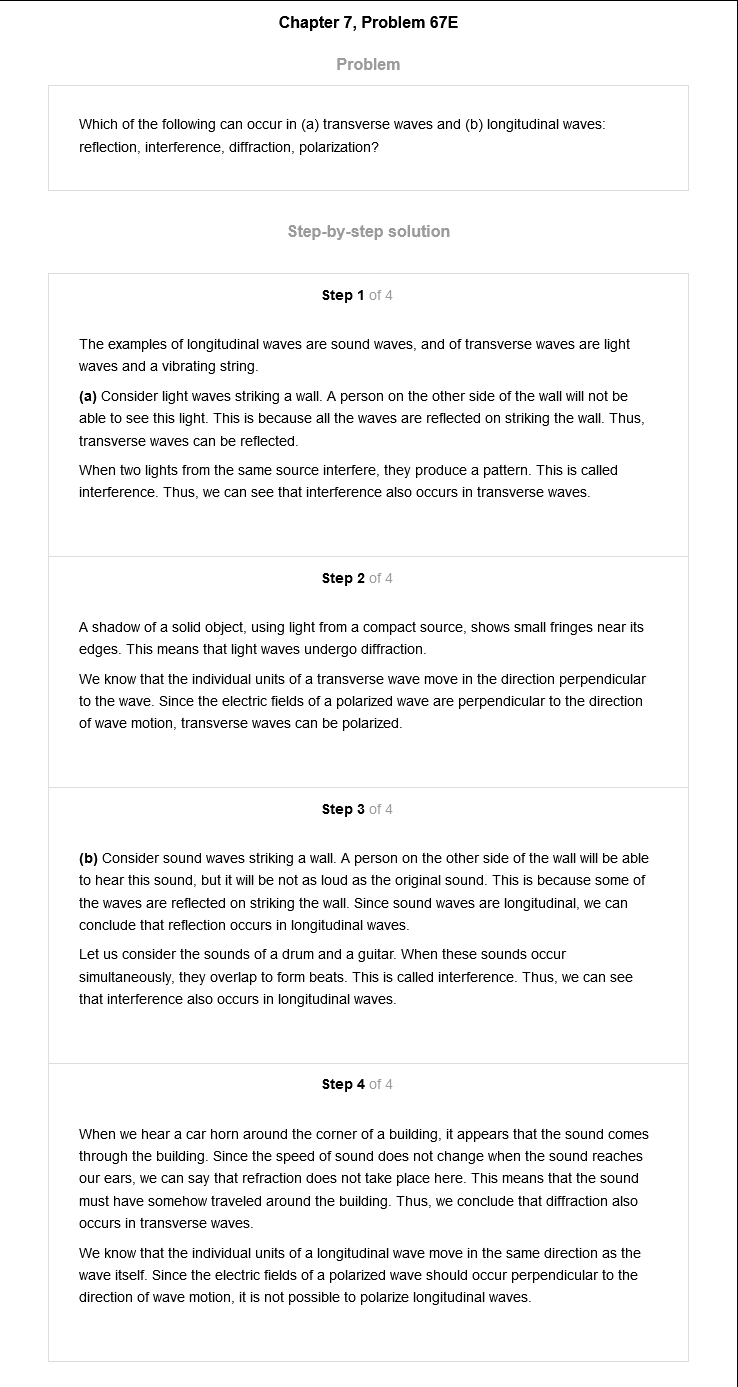 Chapter 7, Problem 67E
Problem
Which of the following can occur in (a) transverse waves and (b) longitudinal waves:
reflection, interference, diffraction, polarization?
Step-by-step solution
Step 1 of 4
The examples of longitudinal waves are sound waves, and of transverse waves are light
waves and a vibrating string.
(a) Consider light waves striking a wall. A person on the other side of the wall will not be
able to see this light. This is because all the waves are reflected on striking the wall. Thus,
transverse waves can be reflected.
When two lights from the same source interfere, they produce a pattern. This is called
interference. Thus, we can see that interference also occurs in transverse waves.
Step 2 of 4
A shadow of a solid object, using light from a compact source, shows small fringes near its
edges. This means that light waves undergo diffraction.
We know that the individual units of a transverse wave move in the direction perpendicular
to the wave. Since the electric fields of a polarized wave are perpendicular to the direction
of wave motion, transverse waves can be polarized.
Step 3 of 4
(b) Consider sound waves striking a wall. A person on the other side of the wall will be able
to hear this sound, but it will be not as loud as the original sound. This is because some of
the waves are reflected on striking the wall. Since sound waves are longitudinal, we can
conclude that reflection occurs in longitudinal waves.
Let us consider the sounds of a drum and a guitar. When these sounds occur
simultaneously, they overlap to form beats. This is called interference. Thus, we can see
that interference also occurs in longitudinal waves.
Step 4 of 4
When we hear a car horn around the corner of a building, it appears that the sound comes
through the building. Since the speed of sound does not change when the sound reaches
our ears, we can say that refraction does not take place here. This means that the sound
must have somehow traveled around the building. Thus, we conclude that diffraction also
occurs in transverse waves.
We know that the individual units of a longitudinal wave move in the same direction as the
wave itself. Since the electric fields of a polarized wave should occur perpendicular to the
direction of wave motion, it is not possible to polarize longitudinal waves.